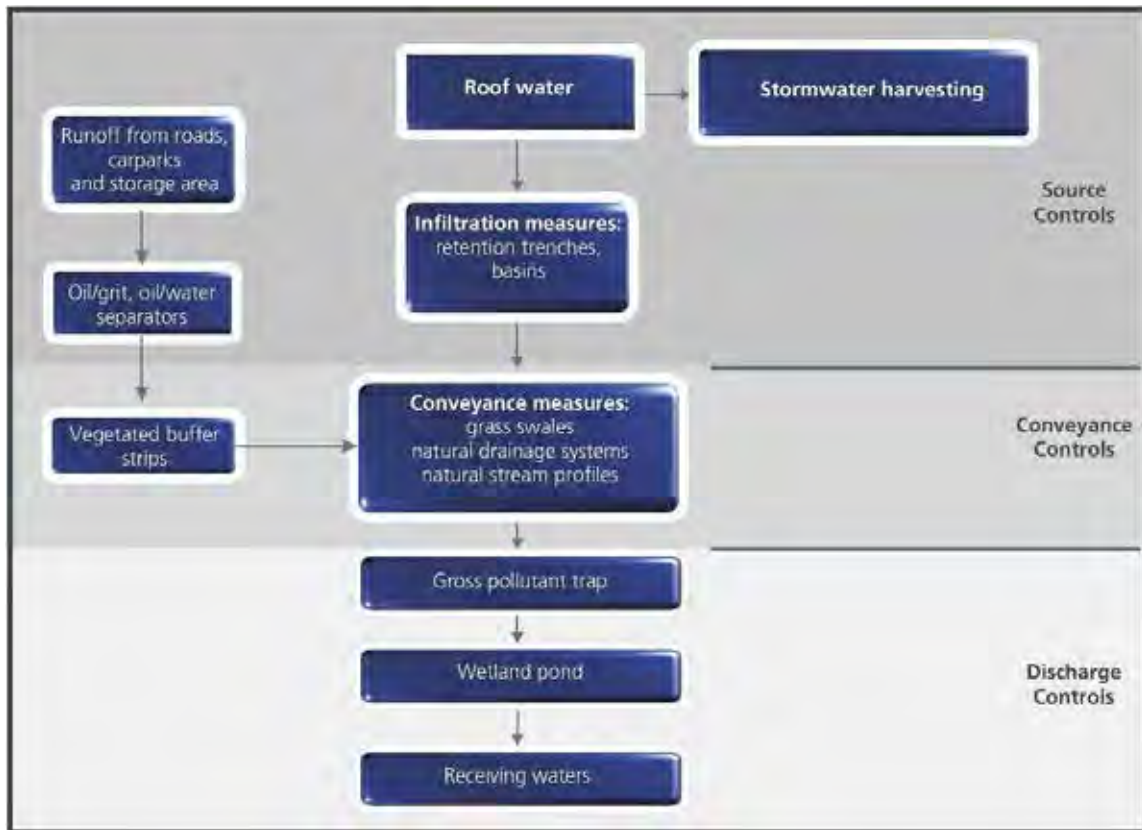 Roof water
Stormwater harvesting
Runoff from roads,
carparks
and storage area
Infiltration measures:
retention trenches,
basins
Source
Controls
Oil/grit, oil/water
separators
Vegetated buffer
strips
Conveyance measures:
grass swales
natural drainage systems
natural stream profiles
Conveyance
Controls
Gross pollutant trap
Wetland pond
Discharge
Controls
Receiving waters